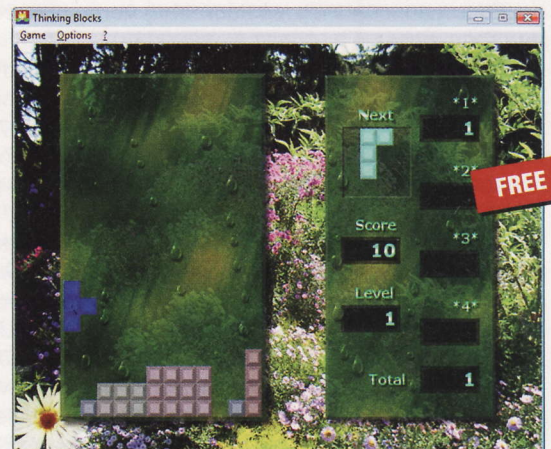 Thinking Blocks
Game Options ?
Next
*1*
1
*2*
FREE
Score
10
*3*
Level
1
*4*
Total
1